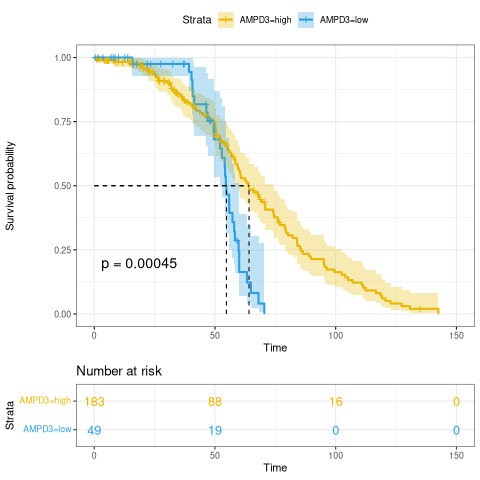 Strata AMPD3=high AMPD3=low
Survival probability
1.00
0.75
0.50
0.25
0.00
p = 0.00045
0 50 100 150
Time
Number at risk
Strata
AMPD3=high 183 88 16 0
AMPD3=low 49 19 0 0
0 50 100 150
Time